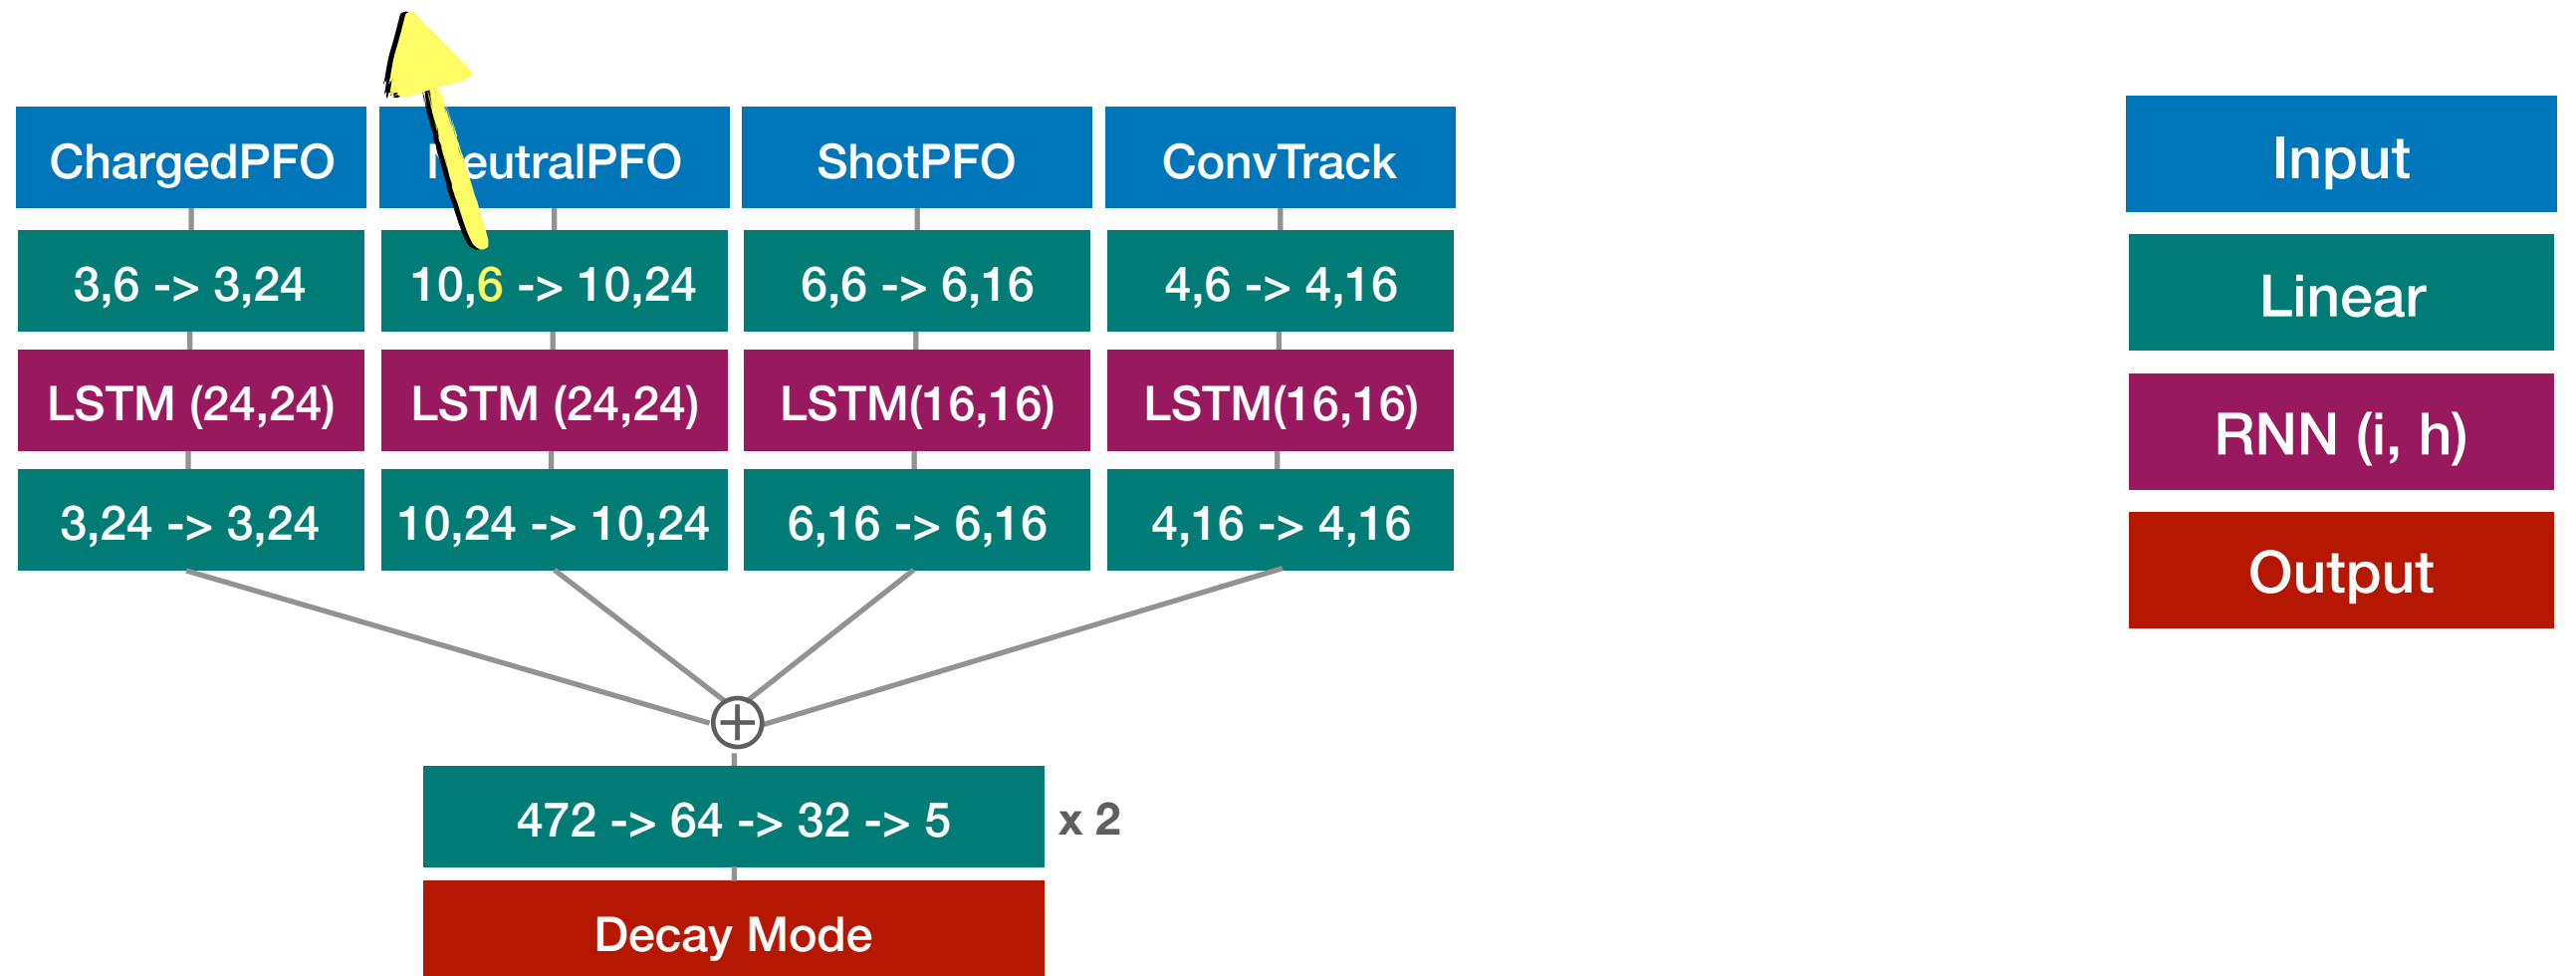 ChargedPFO NeutralPFO ShotPFO ConvTrack
3,6 -> 3,24 10,6 -> 10,24 6,6 -> 6,16 4,6 -> 4,16
LSTM (24,24) LSTM (24,24) LSTM(16,16) LSTM(16,16)
3,24 -> 3,24 10,24 -> 10,24 6,16 -> 6,16 4,16 -> 4,16
472 -> 64 -> 32 -> 5 x 2
Decay Mode
Input
Linear
RNN (i, h)
Output